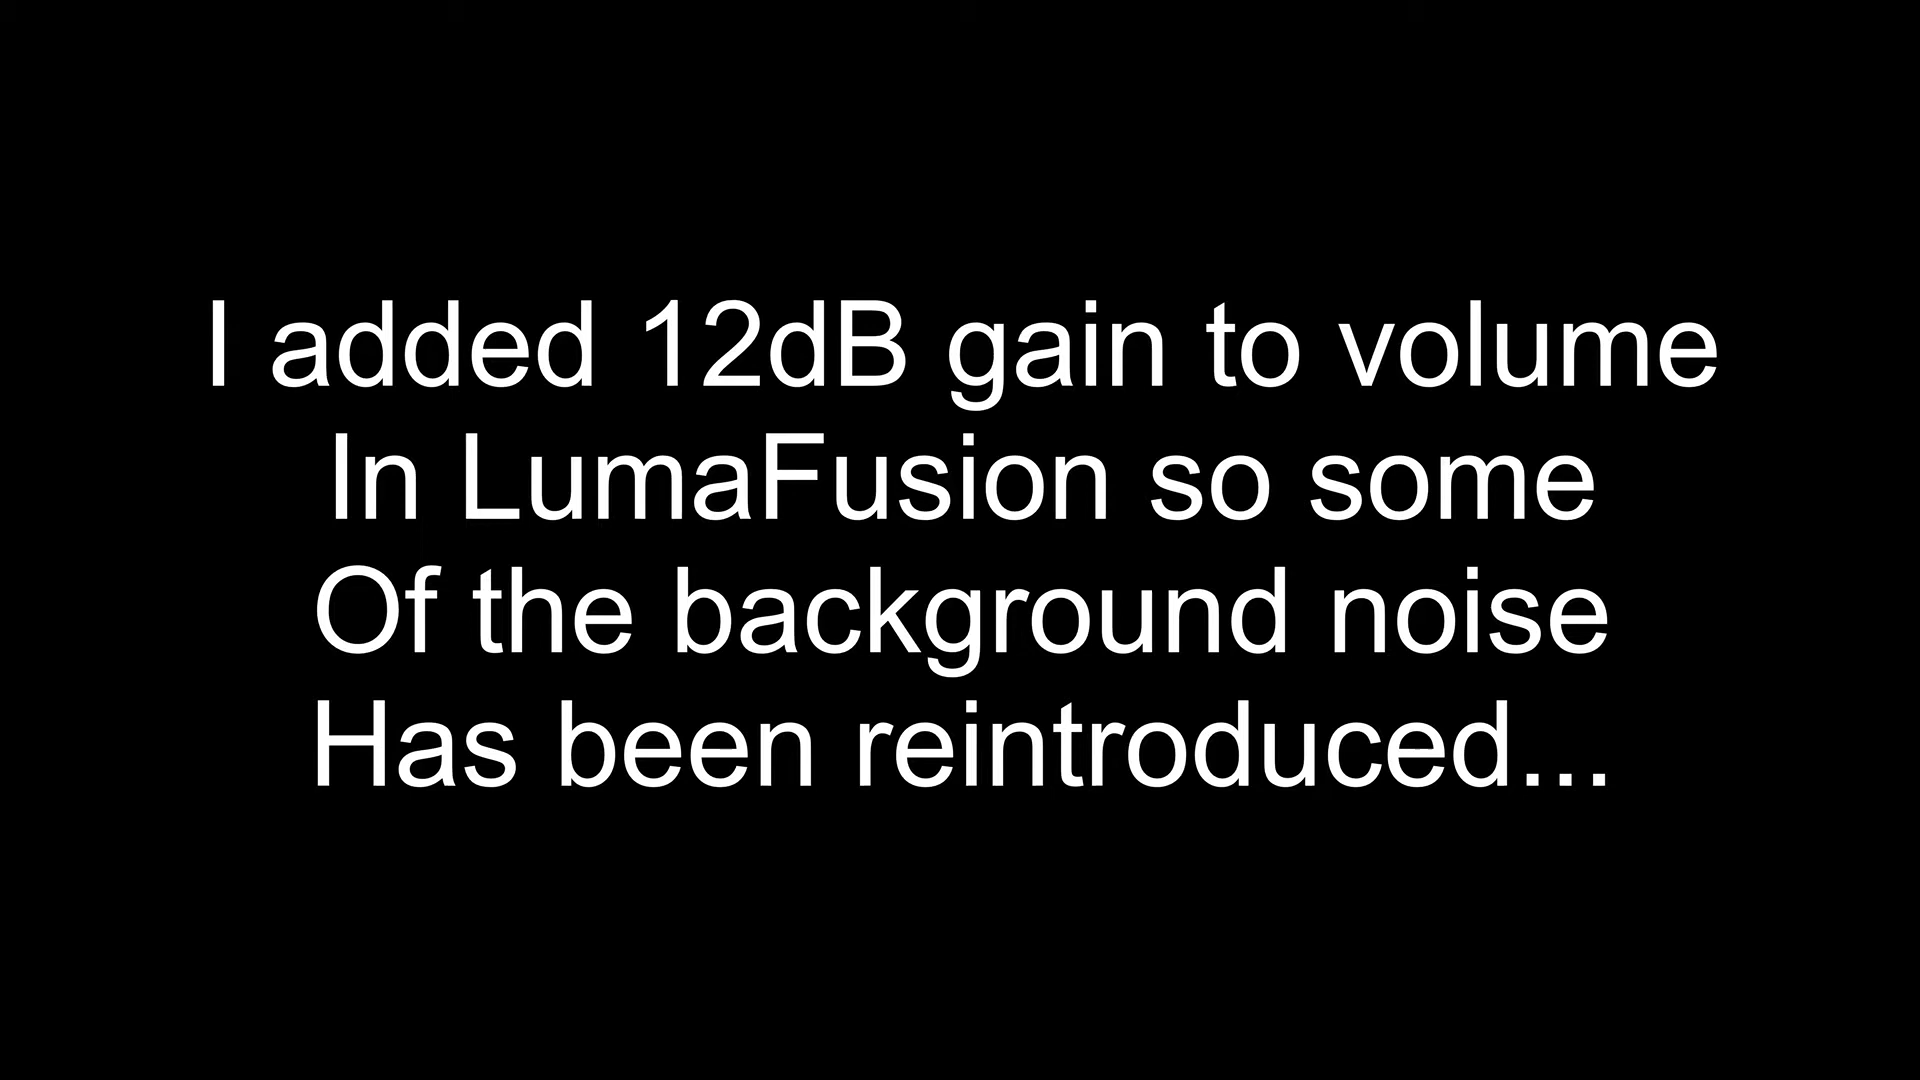 I added 12dB gain to volume
In LumaFusion so some
Of the background noise
Has been reintroduced...